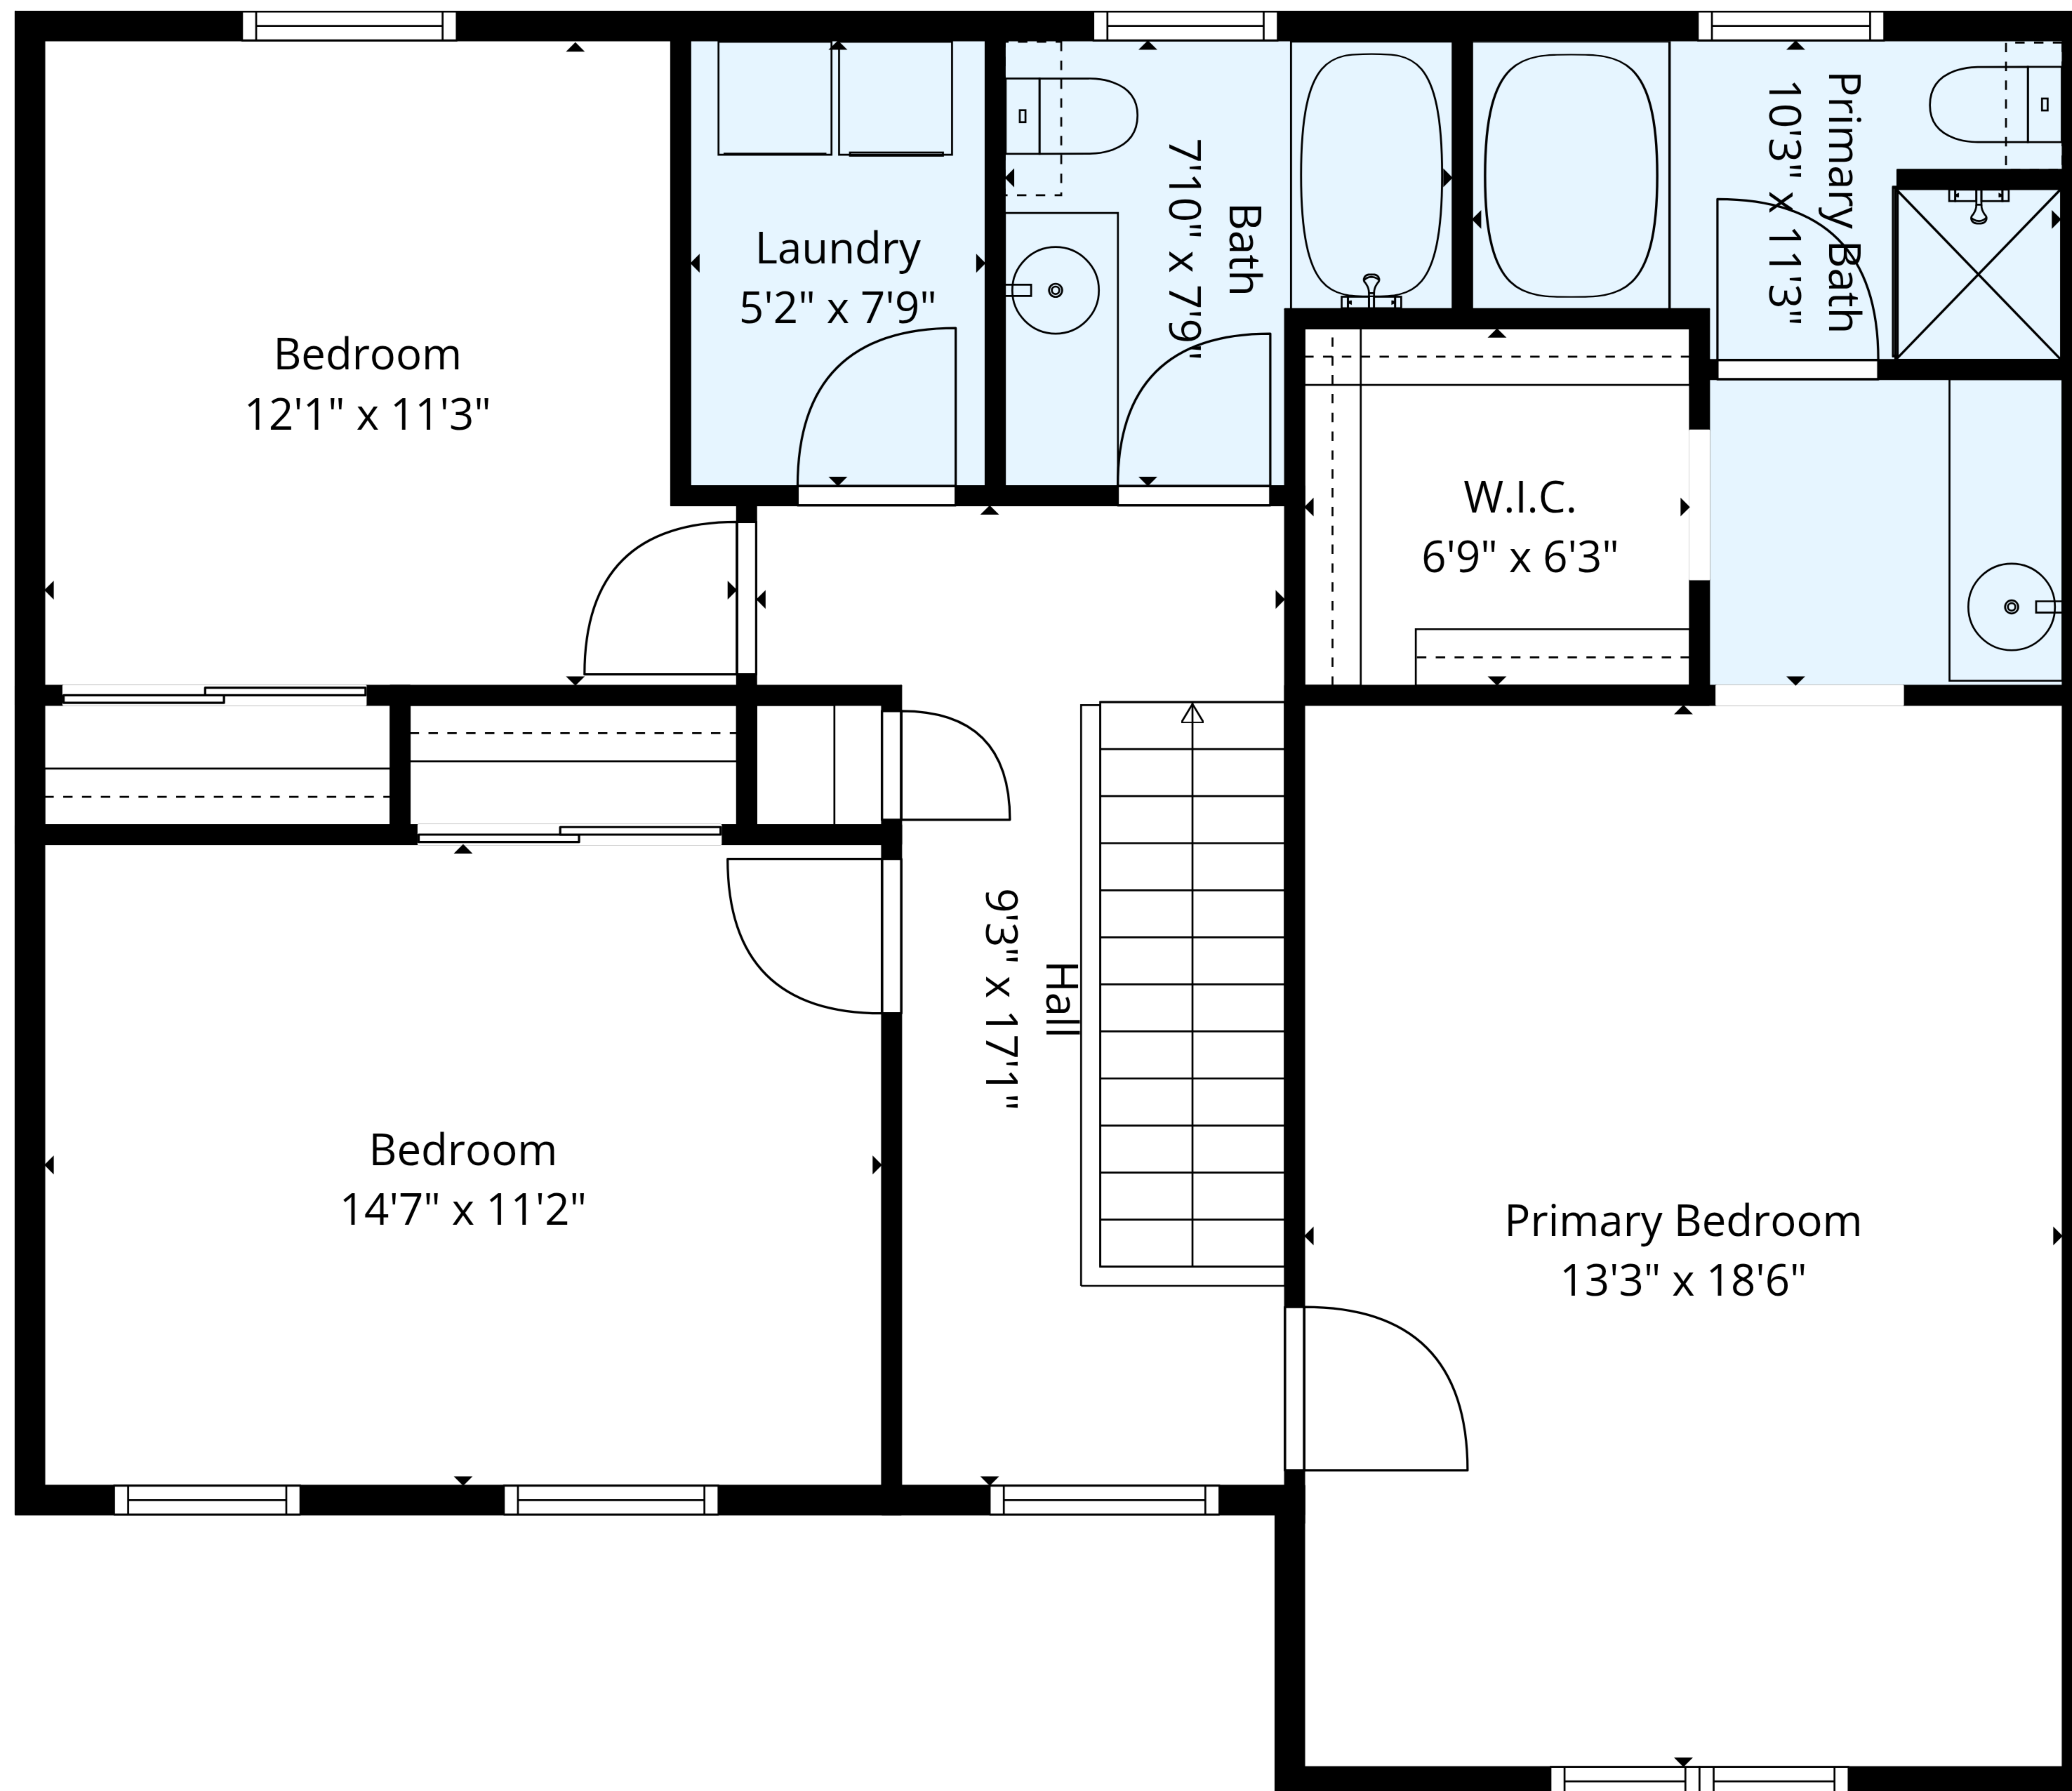 Bedroom
12'1" x 11'3"
Laundry
5'2" x 7'9"
Bath
7'10" x 7'9"
Primary Bath
10'3" x 11'3"
W.I.C.
6'9" x 6'3"
Hall
9'3" x 17'1"
Bedroom
14'7" x 11'2"
Primary Bedroom
13'3" x 18'6"